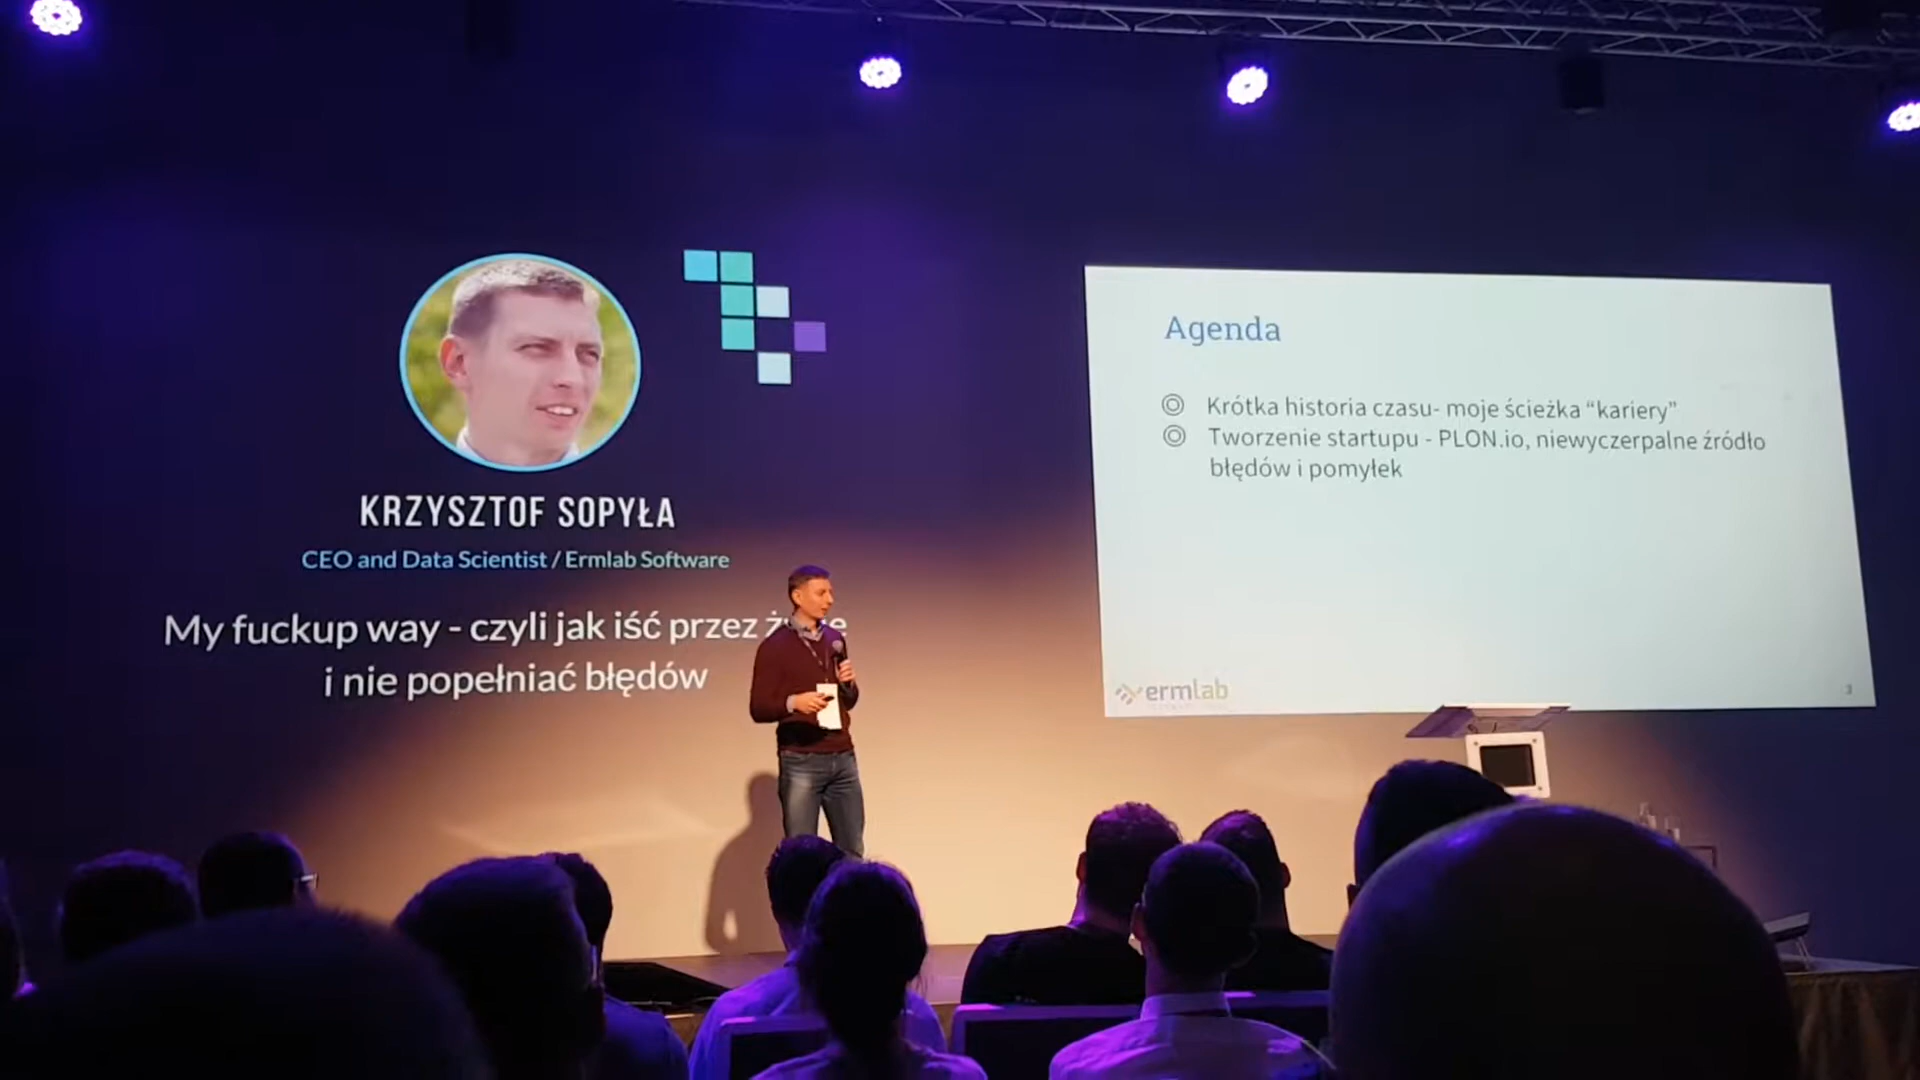 KRZYSZTOF SOPYŁA
CEO and Data Scientist / Ermlab Software
My fuckup way - czyli jak iść przez
i nie popełniać błędów
Agenda
Krótka historia czasu- moje ścieżka “kariery”
Tworzenie startupu - PLON.io, niewyczerpalne źródło
błędów i pomyłek
ermlab
3